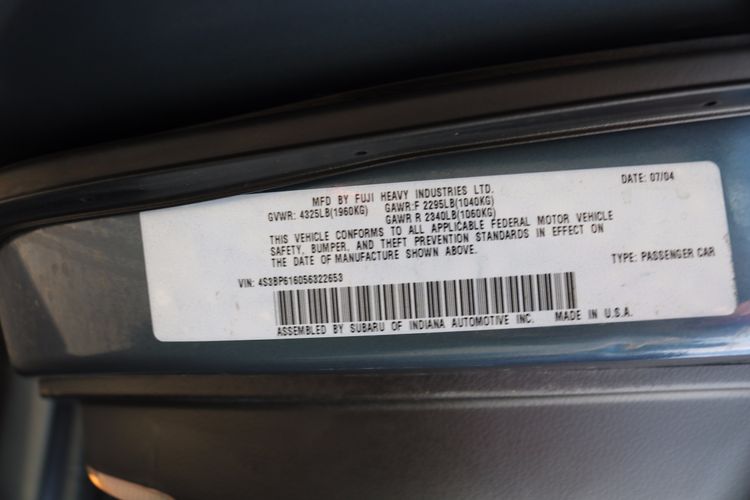 MFD BY FUJI HEAVY INDUSTRIES LTD. DATE: 07/04
GVWR: 4325LB(1960KG) GAWR:F 2295LB(1040KG)
GAWR R 2340LB(1060KG)
THIS VEHICLE CONFORMS TO ALL APPLICABLE FEDERAL MOTOR VEHICLE
SAFETY, BUMPER, AND THEFT PREVENTION STANDARDS IN EFFECT ON
THE DATE OF MANUFACTURE SHOWN ABOVE.
VIN: 4S3BP616056322653 TYPE: PASSENGER CAR
ASSEMBLED BY SUBARU OF INDIANA AUTOMOTIVE INC. MADE IN U.S.A.